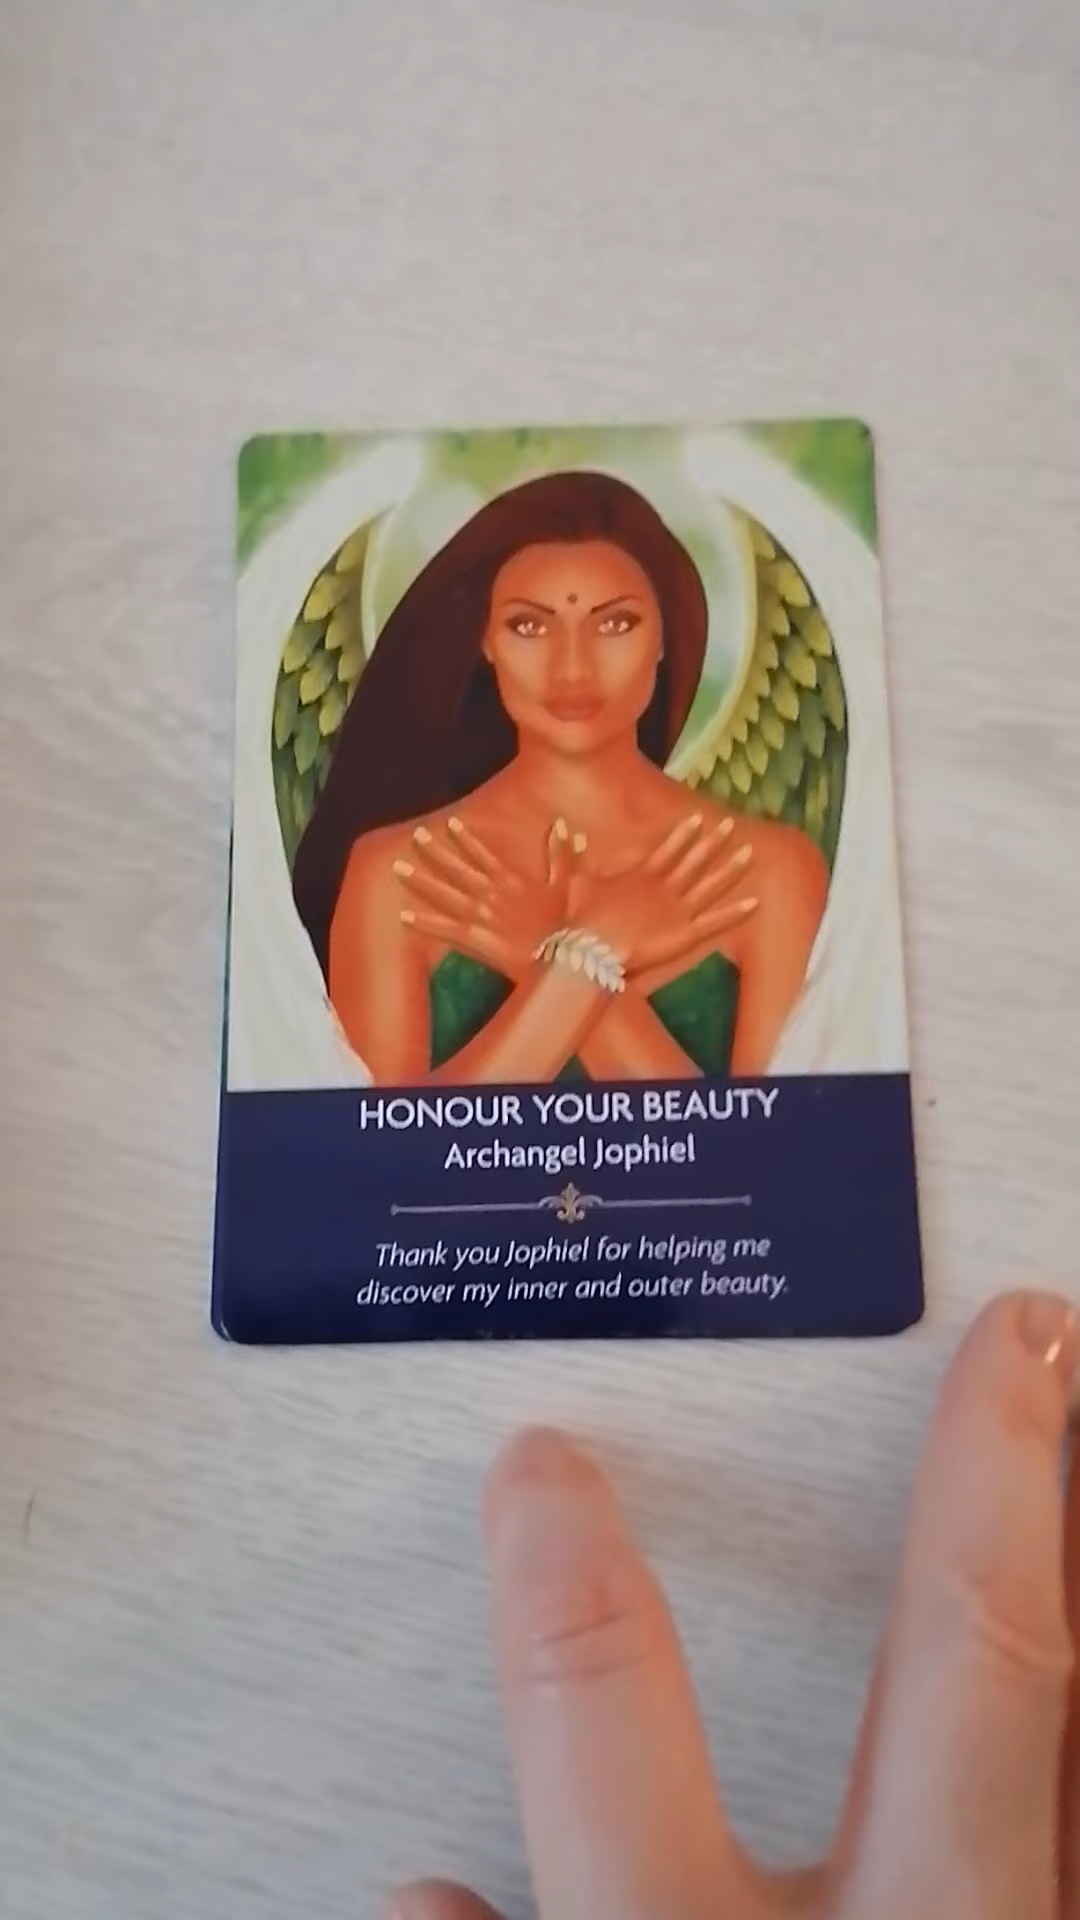 HONOUR YOUR BEAUTY
Archangel Jophiel
Thank you Jophiel for helping me
discover my inner and outer beauty.